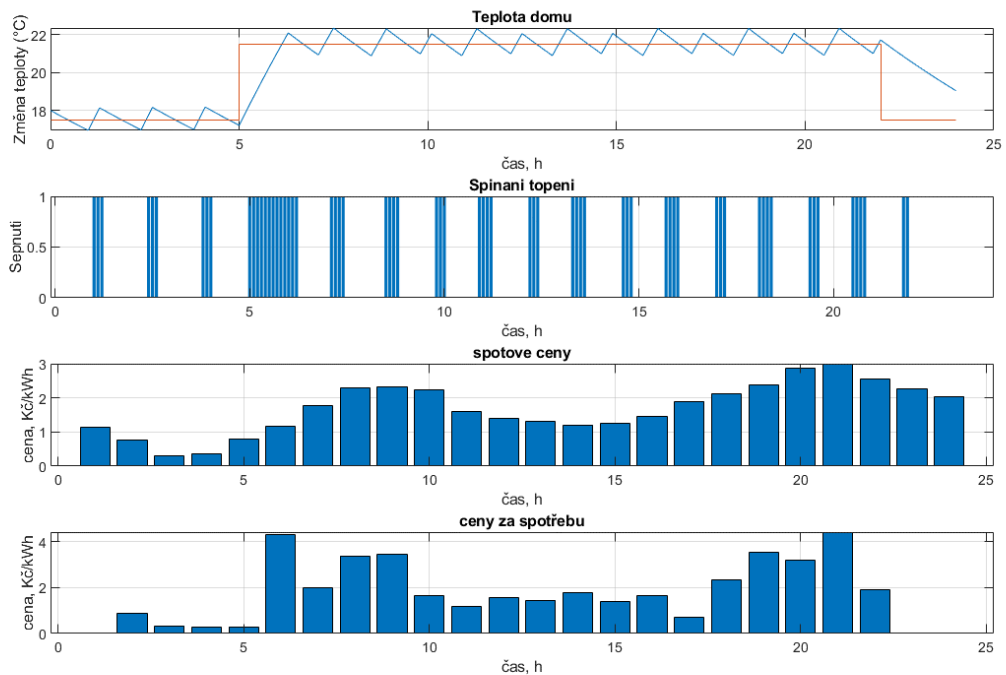 Teplota domu
Změna teploty (°C)
22
20
18
0 5 10 15 20 25
čas, h
Spinani topeni
Sepnuti
1
0.5
0
0 5 10 15 20
čas, h
spotove ceny
cena, Kč/kWh
3
2
1
0
0 5 10 15 20 25
čas, h
ceny za spotřebu
cena, Kč/kWh
4
2
0
0 5 10 15 20 25
čas, h